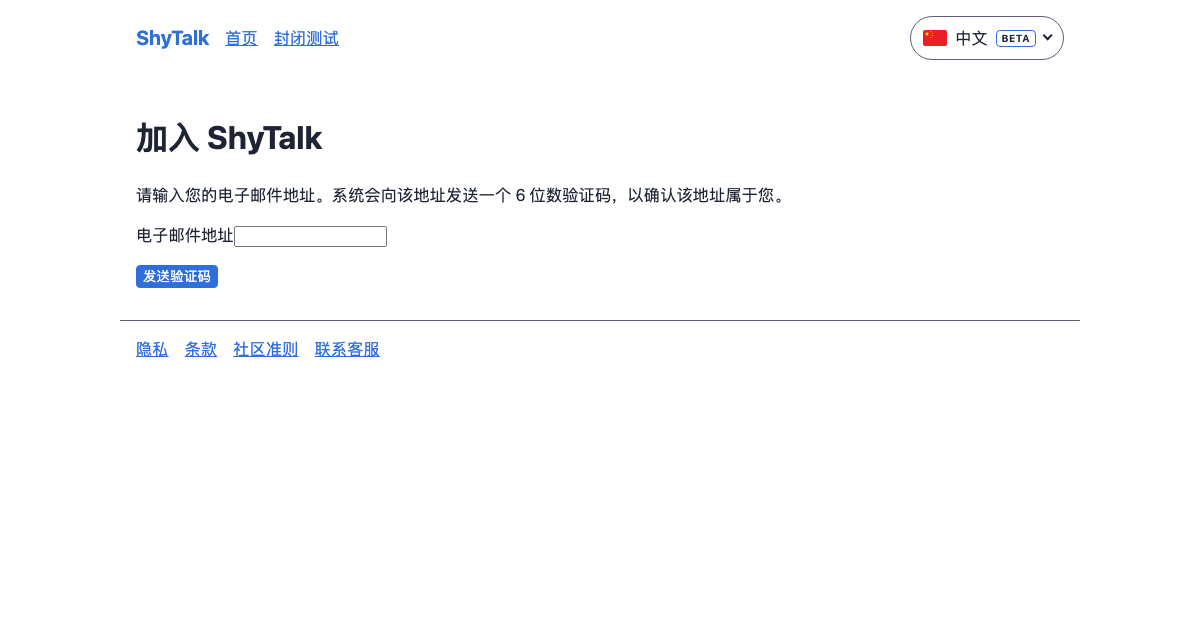 ShyTalk 首页 封闭测试 中文 BETA
加入 ShyTalk
请输入您的电子邮件地址。系统会向该地址发送一个 6 位数验证码，以确认该地址属于您。
电子邮件地址
发送验证码
隐私 条款 社区准则 联系客服